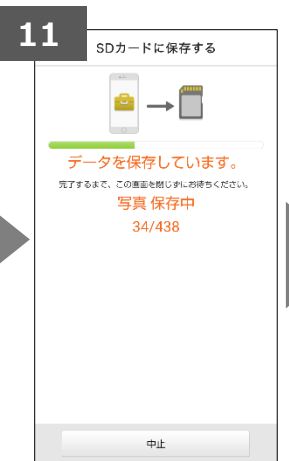 11
SDカードに保存する
データを保存しています。
完了するまで、この画面を閉じずにお待ちください。
写真 保存中
34/438
中止